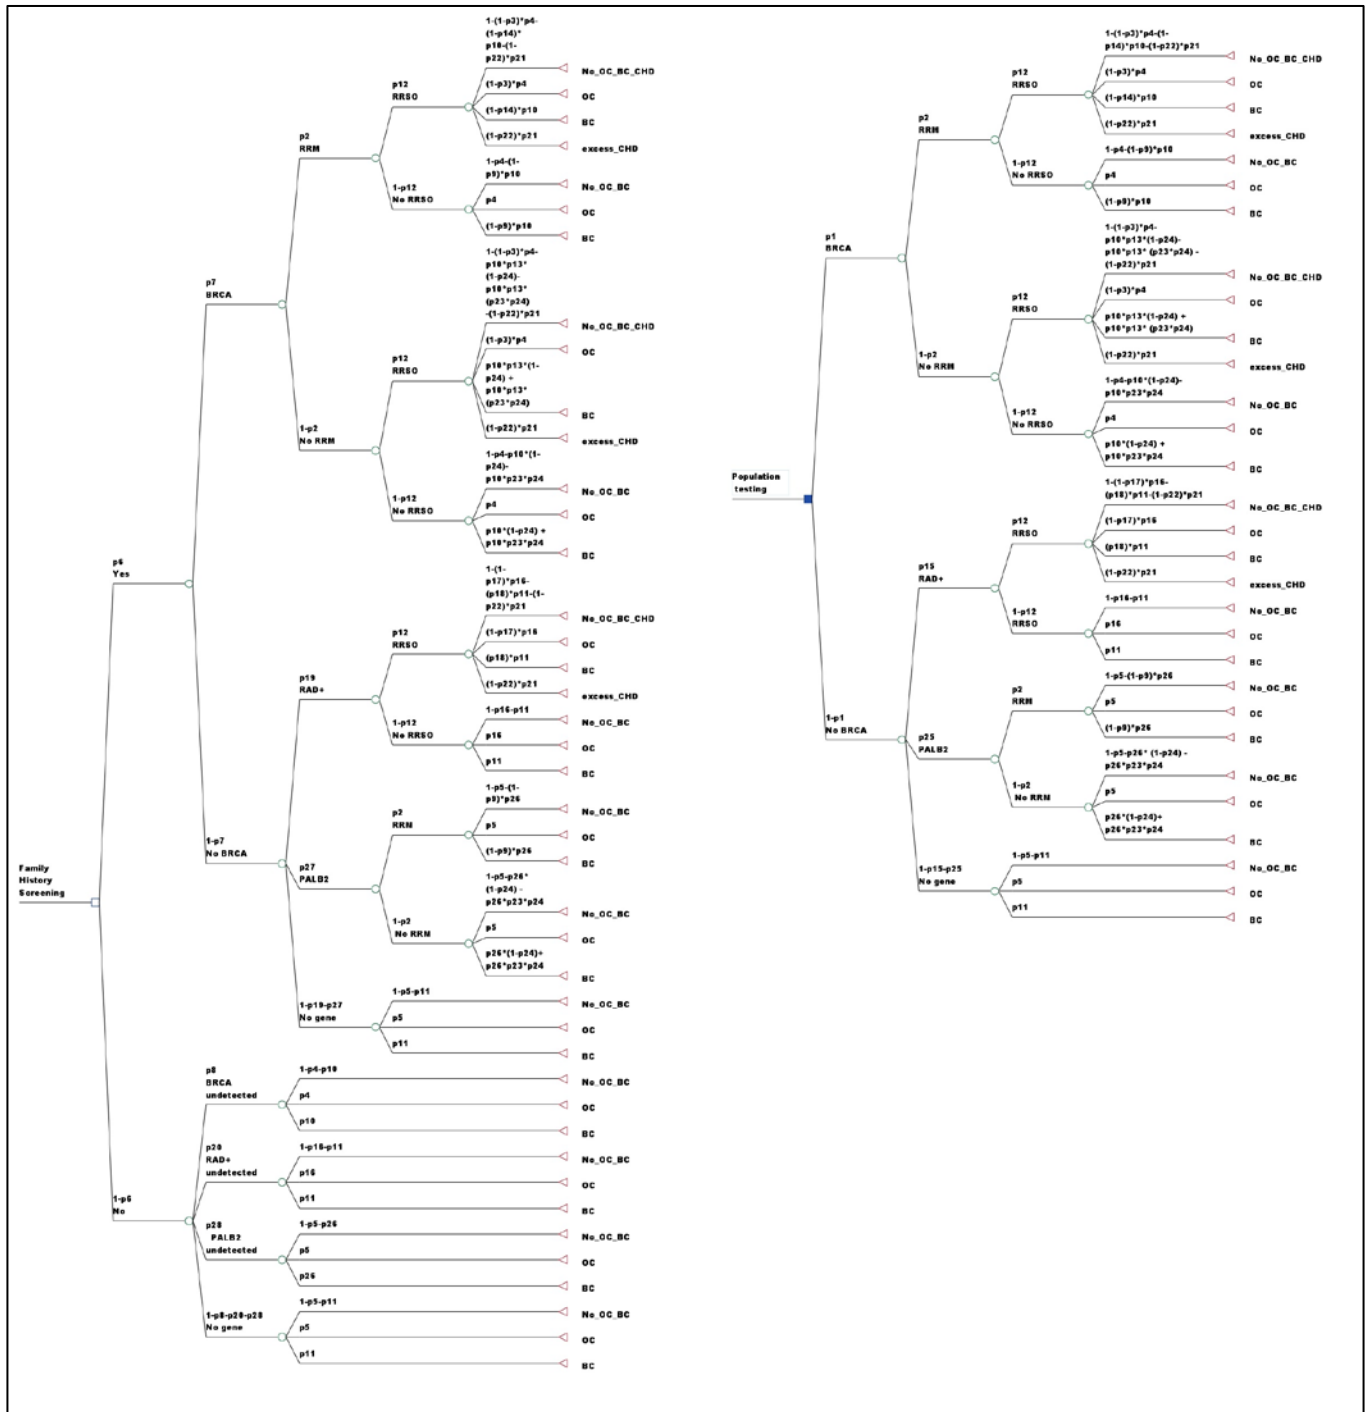 1-(1-p3)*p4-
(1-p14)*
p10-(1-
p22)*p21
No_OC_BC_CHD
p12
RRSO
(1-p3)*p4
OC
(1-p14)*p10
BC
(1-p22)*p21
excess_CHD
p2
RRM
1-p4-(1-
p9)*p10
No_OC_BC
1-p12
No RRSO
p4
OC
(1-p9)*p10
BC
p7
BRCA
1-(1-p3)*p4-
p10*p13*
(1-p24)-
p10*p13*
(p23*p24)
-(1-p22)*p21
No_OC_BC_CHD
p12
RRSO
(1-p3)*p4
OC
p10*p13*(1-
p24) +
p10*p13*
(p23*p24)
BC
(1-p22)*p21
excess_CHD
1-p2
No RRM
1-p4-p10*(1-
p24)-
p10*p23*p24
No_OC_BC
1-p12
No RRSO
p4
OC
p10*(1-p24) +
p10*p23*p24
BC
p6
Yes
1-(1-
p17)*p16-
(p18)*p11-(1-
p22)*p21
No_OC_BC_CHD
p12
RRSO
(1-p17)*p16
OC
(p18)*p11
BC
(1-p22)*p21
excess_CHD
p19
RAD+
1-p16-p11
No_OC_BC
1-p12
No RRSO
p16
OC
p11
BC
1-p7
No BRCA
1-p5-(1-
p9)*p26
No_OC_BC
p2
RRM
p5
OC
(1-p9)*p26
BC
p27
PALB2
1-p5-p26*
(1-p24) -
p26*p23*p24
No_OC_BC
1-p2
No RRM
p5
OC
p26*(1-p24)+
p26*p23*p24
BC
Family
History
Screening
1-p19-p27
No gene
1-p5-p11
No_OC_BC
p5
OC
p11
BC
p8
BRCA
undetected
1-p4-p10
No_OC_BC
p4
OC
p10
BC
1-p6
No
p20
RAD+
undetected
1-p16-p11
No_OC_BC
p16
OC
p11
BC
p28
PALB2
undetected
1-p5-p26
No_OC_BC
p5
OC
p26
BC
1-p8-p20-p28
No gene
1-p5-p11
No_OC_BC
p5
OC
p11
BC
1-(1-p3)*p4-(1-
p14)*p10-(1-p22)*p21
No_OC_BC_CHD
p12
RRSO
(1-p3)*p4
OC
(1-p14)*p10
BC
(1-p22)*p21
excess_CHD
p2
RRM
1-p4-(1-p9)*p10
No_OC_BC
1-p12
No RRSO
p4
OC
(1-p9)*p10
BC
p1
BRCA
1-(1-p3)*p4-
p10*p13*(1-p24)-
p10*p13* (p23*p24) -
(1-p22)*p21
No_OC_BC_CHD
p12
RRSO
(1-p3)*p4
OC
p10*p13*(1-p24) +
p10*p13* (p23*p24)
BC
(1-p22)*p21
excess_CHD
1-p2
No RRM
1-p4-p10*(1-p24)-
p10*p23*p24
No_OC_BC
1-p12
No RRSO
p4
OC
p10*(1-p24) +
p10*p23*p24
BC
Population
testing
1-(1-p17)*p16-
(p18)*p11-(1-p22)*p21
No_OC_BC_CHD
p12
RRSO
(1-p17)*p16
OC
(p18)*p11
BC
(1-p22)*p21
excess_CHD
p15
RAD+
1-p16-p11
No_OC_BC
1-p12
RRSO
p16
OC
p11
BC
1-p1
No BRCA
1-p5-(1-p9)*p26
No_OC_BC
p2
RRM
p5
OC
(1-p9)*p26
BC
p25
PALB2
1-p5-p26* (1-p24) -
p26*p23*p24
No_OC_BC
1-p2
No RRM
p5
OC
p26*(1-p24)+
p26*p23*p24
BC
1-p15-p25
No gene
1-p5-p11
No_OC_BC
p5
OC
p11
BC